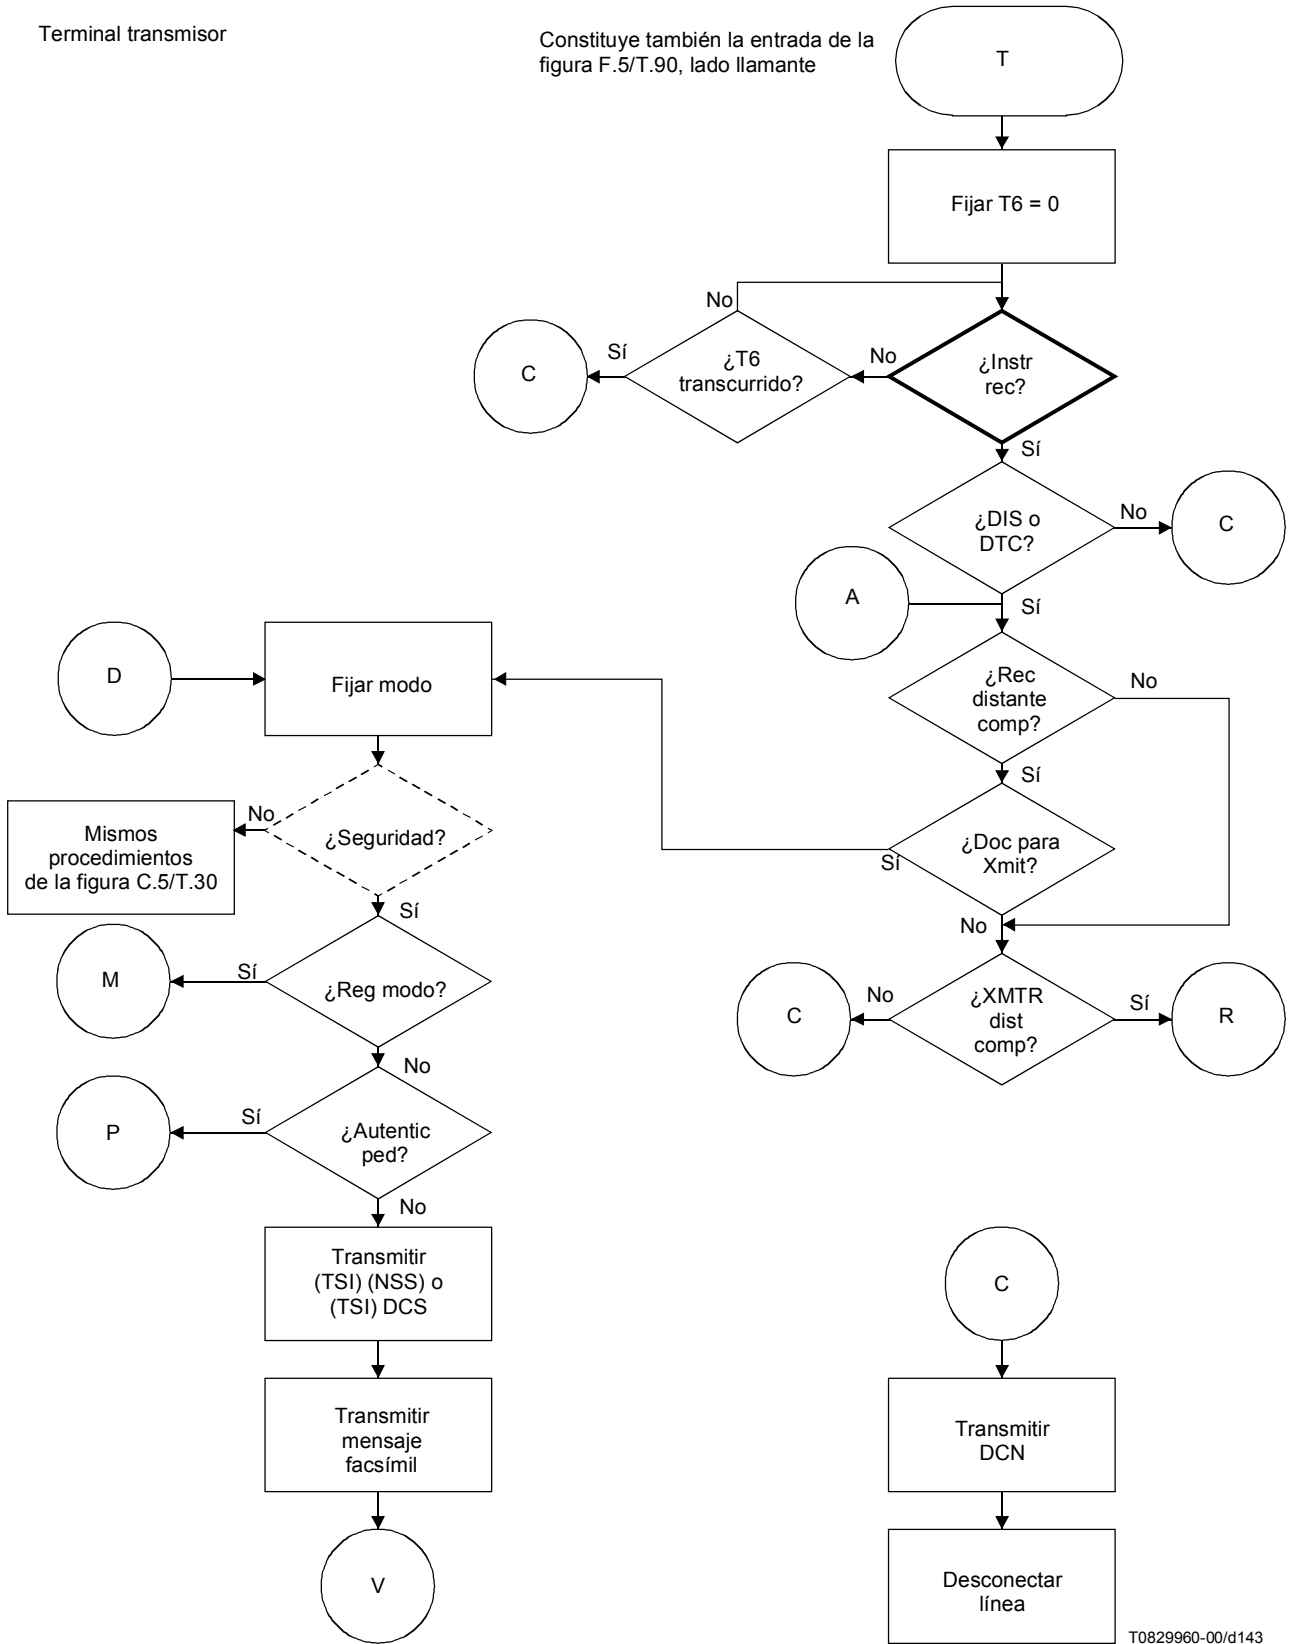 Terminal transmisor
Constituye también la entrada de la
figura F.5/T.90, lado llamante
T
Fijar T6 = 0
No
C
Sí
¿T6
transcurrido?
No
¿Instr
rec?
Sí
¿DIS o
DTC?
No
C
A
Sí
D
Fijar modo
¿Rec
distante
comp?
No
Sí
Mismos
procedimientos
de la figura C.5/T.30
No
¿Seguridad?
Sí
¿Doc para
Xmit?
Sí
No
M
Sí
¿Reg modo?
No
C
No
¿XMTR
dist
comp?
Sí
R
P
Sí
¿Autentic
ped?
No
Transmitir
(TSI) (NSS) o
(TSI) DCS
C
Transmitir
mensaje
facsímil
Transmitir
DCN
V
Desconectar
línea
T0829960-00/d143